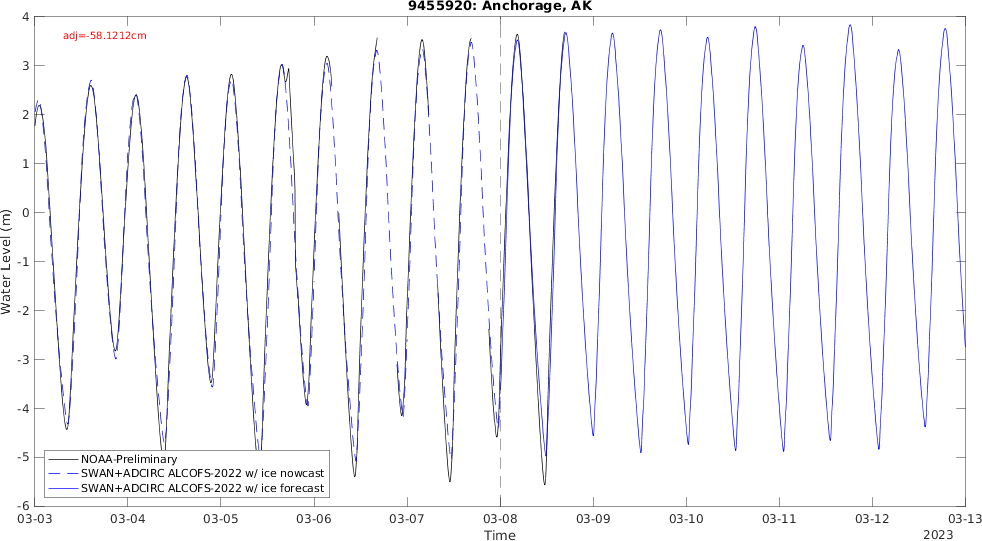 9455920: Anchorage, AK
adj=-58.1212cm
4
3
2
1
0
-1
-2
-3
-4
-5
-6
Water Level (m)
NOAA-Preliminary
SWAN+ADCIRC ALCOFS-2022 w/ ice nowcast
SWAN+ADCIRC ALCOFS-2022 w/ ice forecast
03-03 03-04 03-05 03-06 03-07 03-08 03-09 03-10 03-11 03-12 03-13
Time
2023